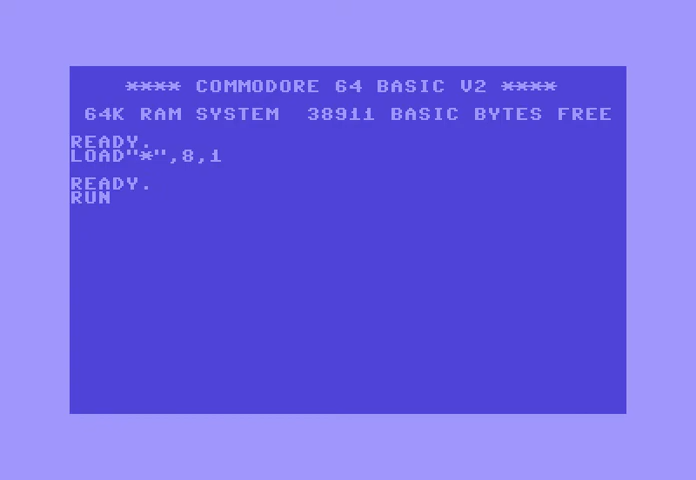 **** COMMODORE 64 BASIC V2 ****
64K RAM SYSTEM  38911 BASIC BYTES FREE
READY.
LOAD"*",8,1
READY.
RUN